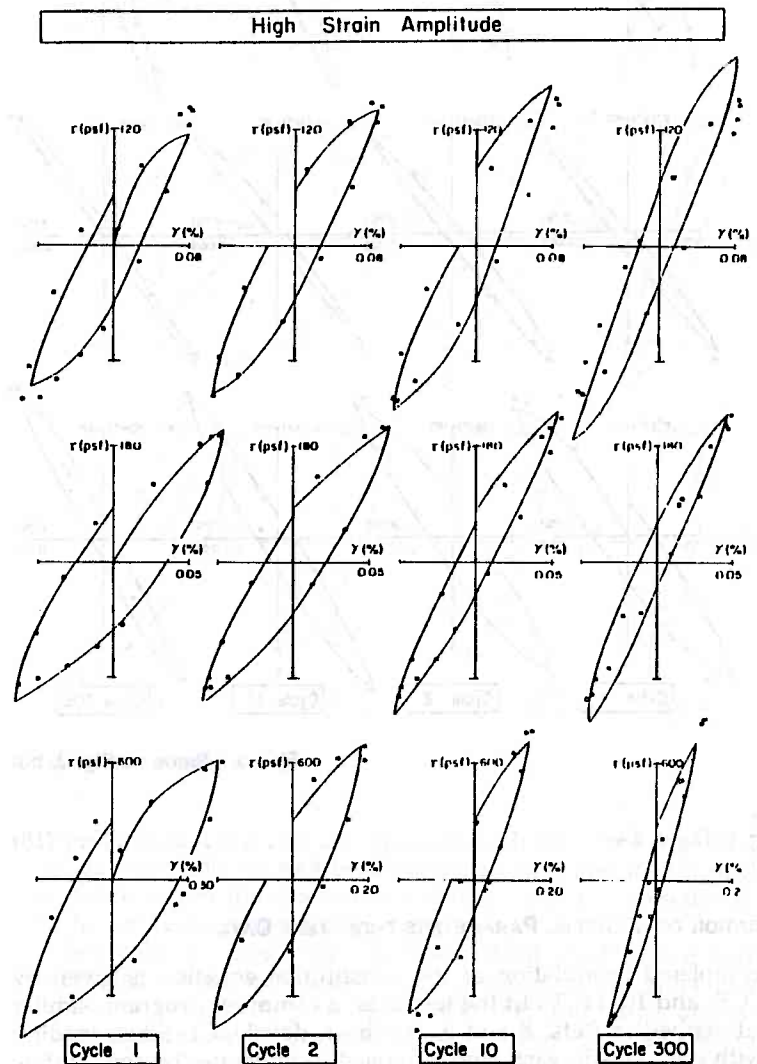 High Strain Amplitude
τ(psf) 120 τ(psf) 120 τ(psf) 120 τ(psf) 120
γ(%) γ(%) γ(%) γ(%)
0.08 0.08 0.08 0.08
τ(psf) 180 τ(psf) 180 τ(psf) 180 τ(psf) 180
γ(%) γ(%) γ(%) γ(%)
0.05 0.05 0.05 0.05
τ(psf) 600 τ(psf) 600 τ(psf) 600 τ(psf) 600
γ(%) γ(%) γ(%) γ(%
0.20 0.20 0.2
Cycle 1 Cycle 2 Cycle 10 Cycle 300